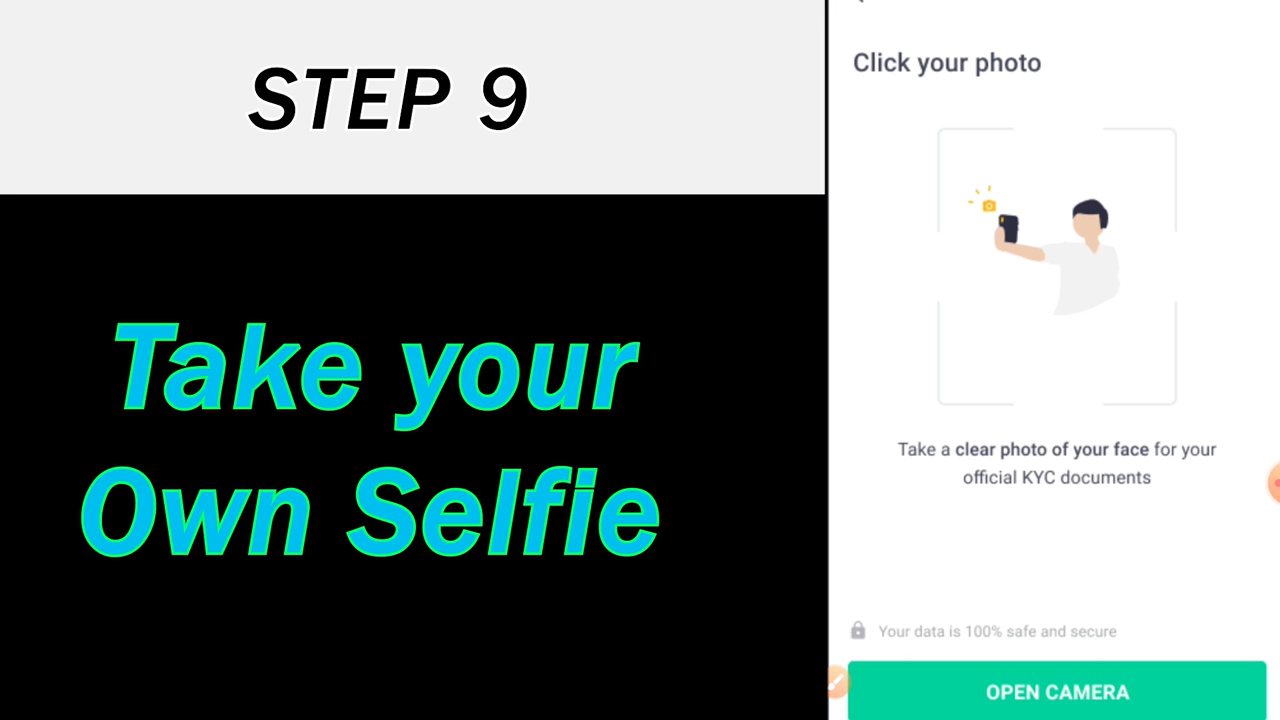 STEP 9
Take your
Own Selfie
Click your photo
Take a clear photo of your face for your
official KYC documents
Your data is 100% safe and secure
OPEN CAMERA